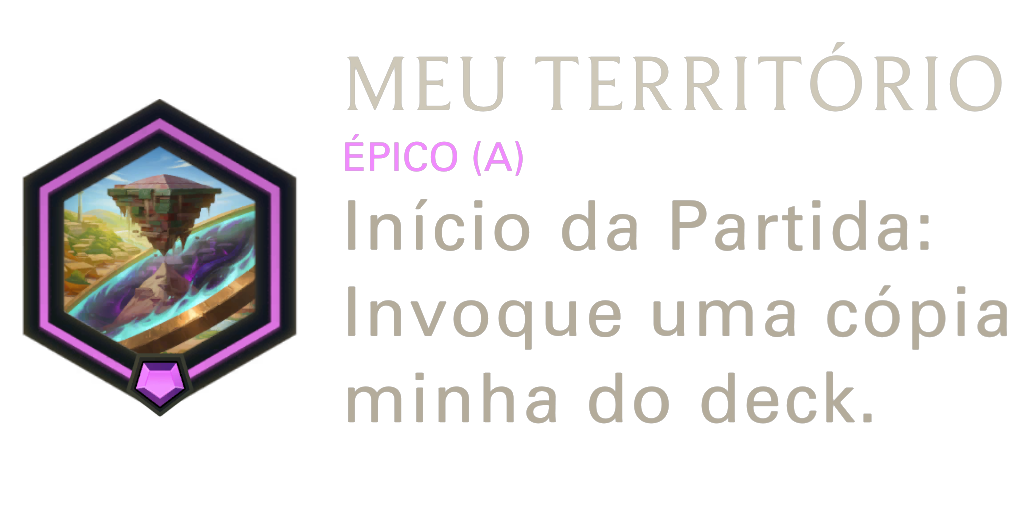 MEU TERRITÓRIO
ÉPICO (A)
Início da Partida:
Invoque uma cópia
minha do deck.